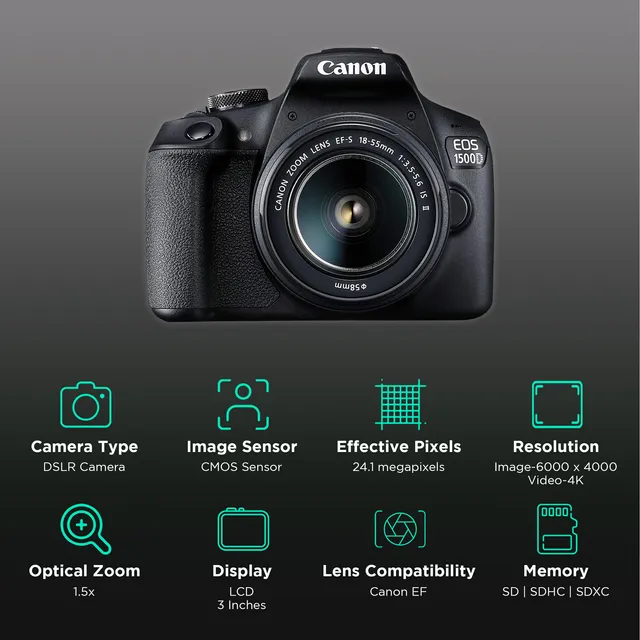 Canon
EOS
1500D
CANON ZOOM LENS EF-S 18-55mm 1:3.5-5.6 IS II
φ58mm
Camera Type
DSLR Camera
Image Sensor
CMOS Sensor
Effective Pixels
24.1 megapixels
Resolution
Image-6000 x 4000
Video-4K
Optical Zoom
1.5x
Display
LCD
3 Inches
Lens Compatibility
Canon EF
Memory
SD | SDHC | SDXC